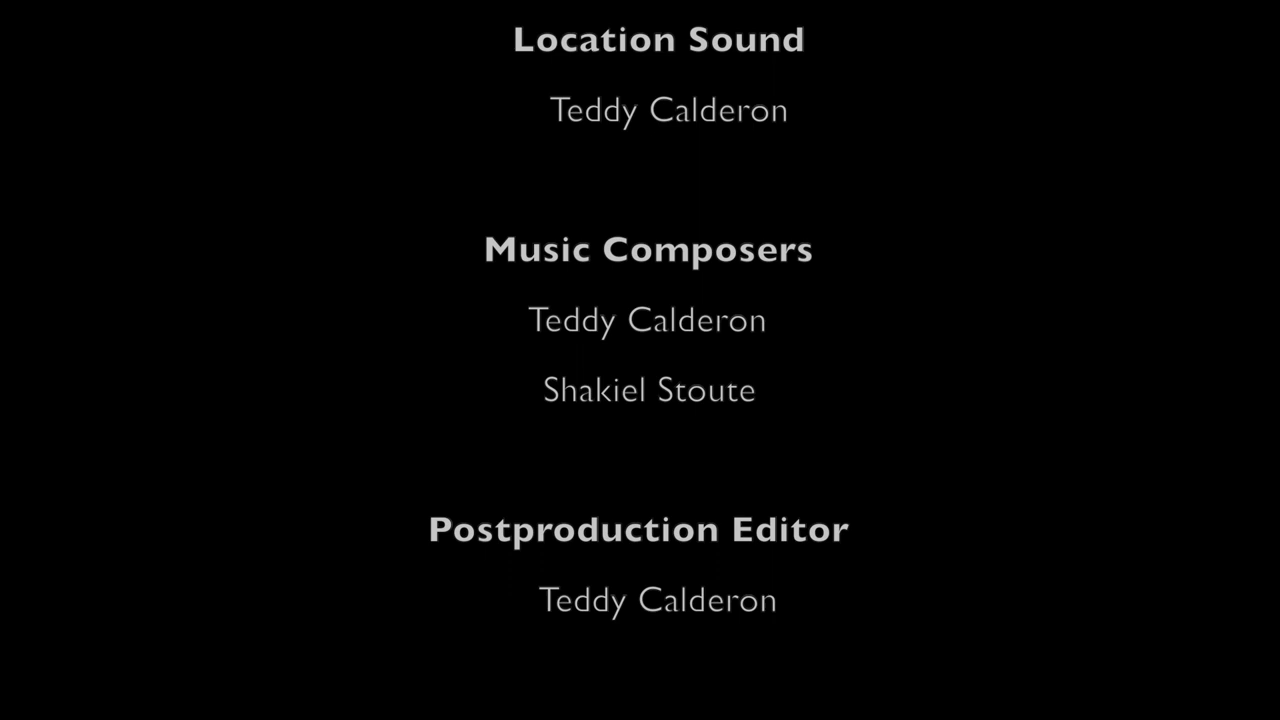 Location Sound
Teddy Calderon
Music Composers
Teddy Calderon
Shakiel Stoute
Postproduction Editor
Teddy Calderon